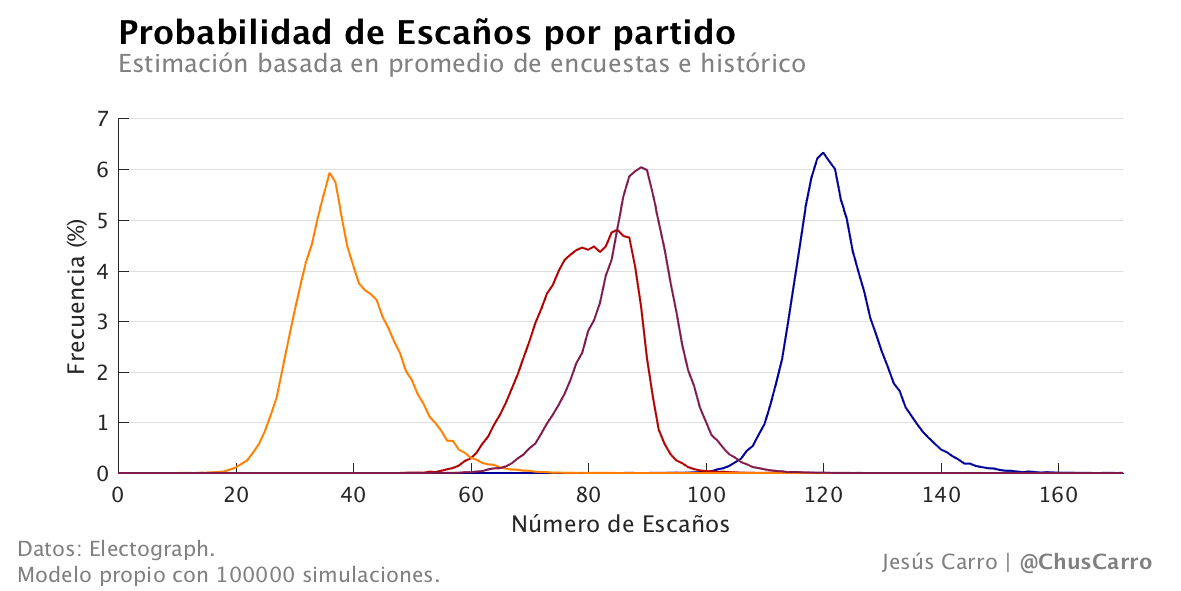 Probabilidad de Escaños por partido
Estimación basada en promedio de encuestas e histórico
7
6
5
4
3
2
1
0
Frecuencia (%)
0 20 40 60 80 100 120 140 160
Número de Escaños
Datos: Electograph.
Modelo propio con 100000 simulaciones.
Jesús Carro | @ChusCarro